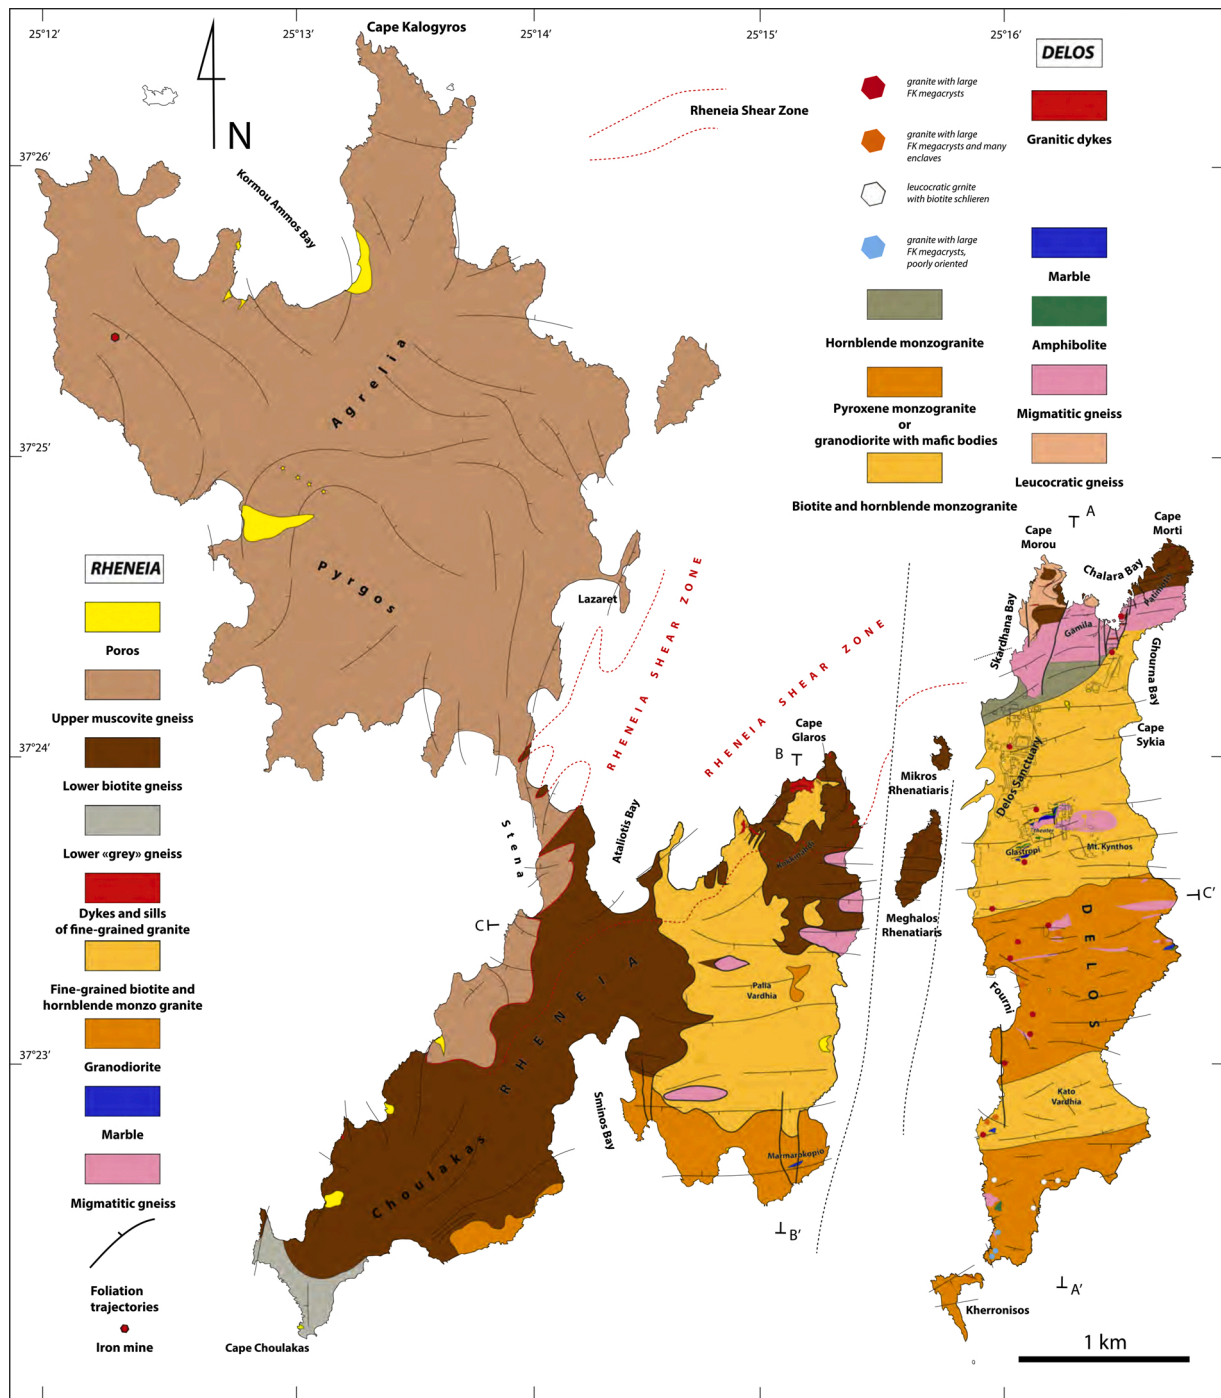 25°12’
25°13’
25°14’
25°15’
25°16’
Cape Kalogyros
N
Rheneia Shear Zone
Kormou Ammos Bay
37°26’
37°25’
37°24’
37°23’
granite with large
FK megacrysts
granite with large
FK megacrysts and many
enclaves
leucocratic grnite
with biotite schlieren
granite with large
FK megacrysts,
poorly oriented
Hornblende monzogranite
Pyroxene monzogranite
or
granodiorite with mafic bodies
Biotite and hornblende monzogranite
DELOS
Granitic dykes
Marble
Amphibolite
Migmatitic gneiss
Leucocratic gneiss
Agrelia
Pyrgos
Lazaret
RHENEIA SHEAR ZONE
RHENEIA SHEAR ZONE
A
Cape
Morou
Cape
Morti
Chalara Bay
Patiniotis
Skardhana Bay
Gamila
Ghourna Bay
Cape
Sykia
Delos Sanctuary
Theater
Glastropi
Mt. Kynthos
C’
DELOS
Fourni
Kato
Vardhia
A’
Kherronisos
1 km
Cape
Glaros
B
Mikros
Rhenatiaris
Meghalos
Rhenatiaris
Stena
Ataliotis Bay
C
RHENEIA
Palla
Vardhia
Sminos Bay
Marmarokopio
B’
Choulakas
Cape Choulakas
RHENEIA
Poros
Upper muscovite gneiss
Lower biotite gneiss
Lower «grey» gneiss
Dykes and sills
of fine-grained granite
Fine-grained biotite and
hornblende monzo granite
Granodiorite
Marble
Migmatitic gneiss
Foliation
trajectories
Iron mine